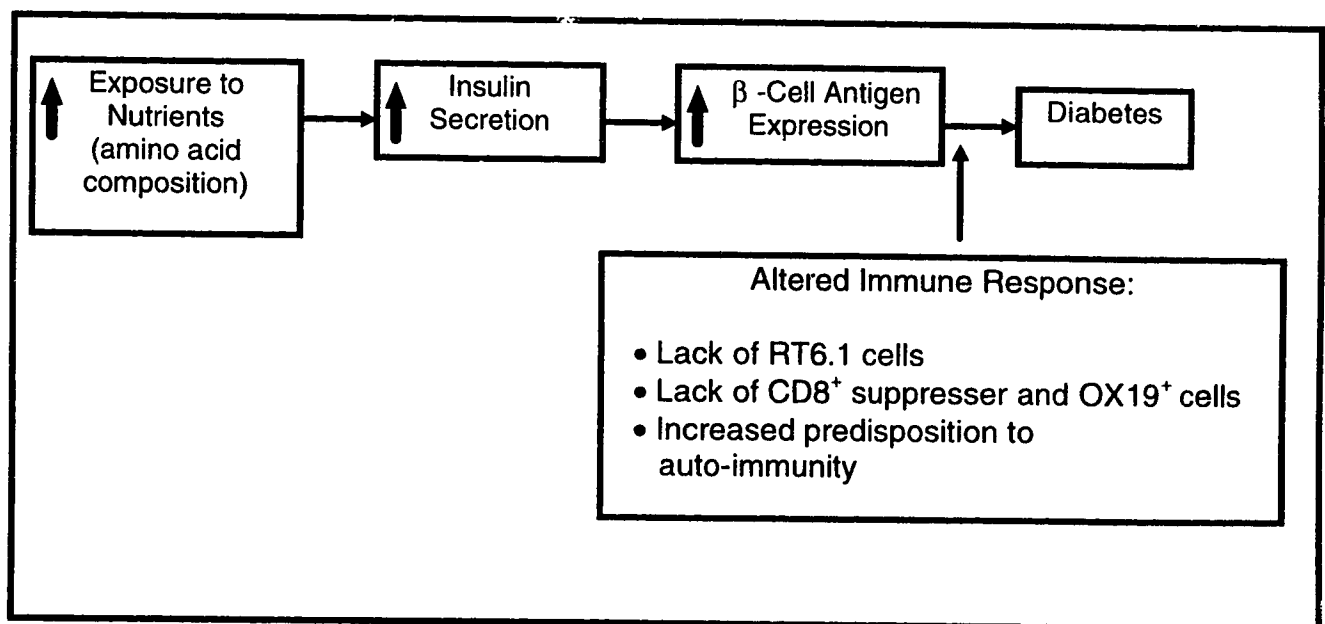 Exposure to
Nutrients
(amino acid
composition)
Insulin
Secretion
β -Cell Antigen
Expression
Diabetes
Altered Immune Response:
• Lack of RT6.1 cells
• Lack of CD8⁺ suppresser and OX19⁺ cells
• Increased predisposition to
auto-immunity